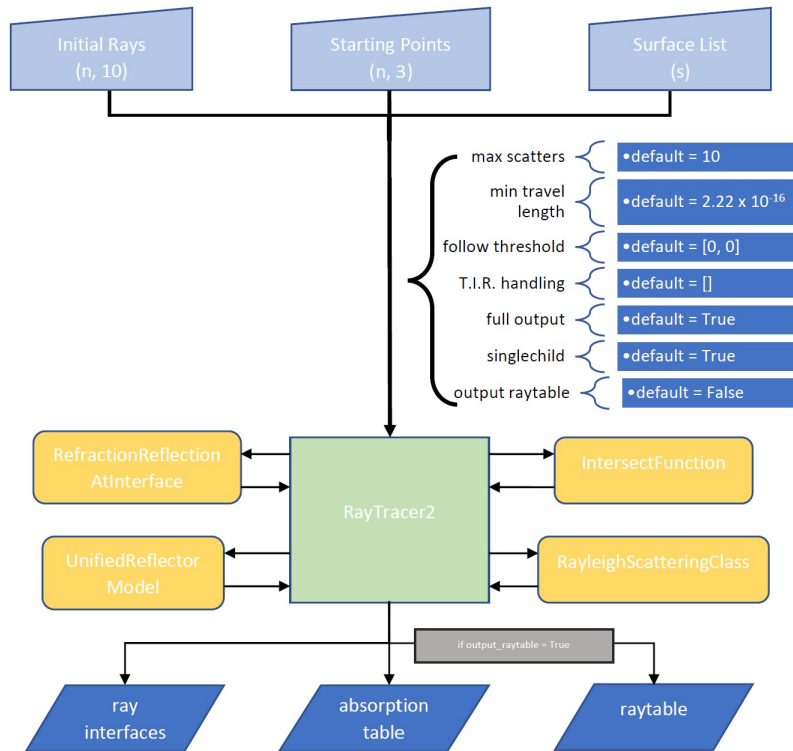 Initial Rays
(n, 10)
Starting Points
(n, 3)
Surface List
(s)
max scatters
•default = 10
min travel
length
•default = 2.22 x 10⁻¹⁶
follow threshold
•default = [0, 0]
T.I.R. handling
•default = []
full output
•default = True
singlechild
•default = True
output raytable
•default = False
RefractionReflection
AtInterface
IntersectFunction
RayTracer2
UnifiedReflector
Model
RayleighScatteringClass
if output_raytable = True
ray
interfaces
absorption
table
raytable